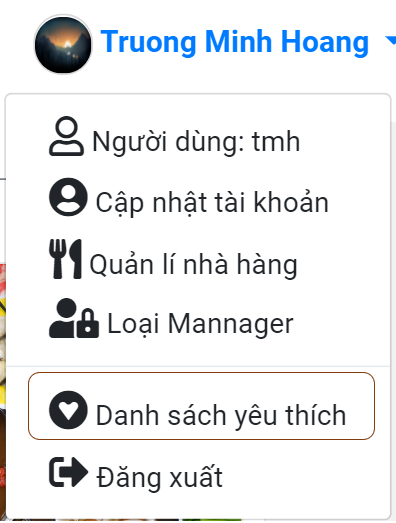 Truong Minh Hoang
Người dùng: tmh
Cập nhật tài khoản
Quản lí nhà hàng
Loại Mannager
Danh sách yêu thích
Đăng xuất